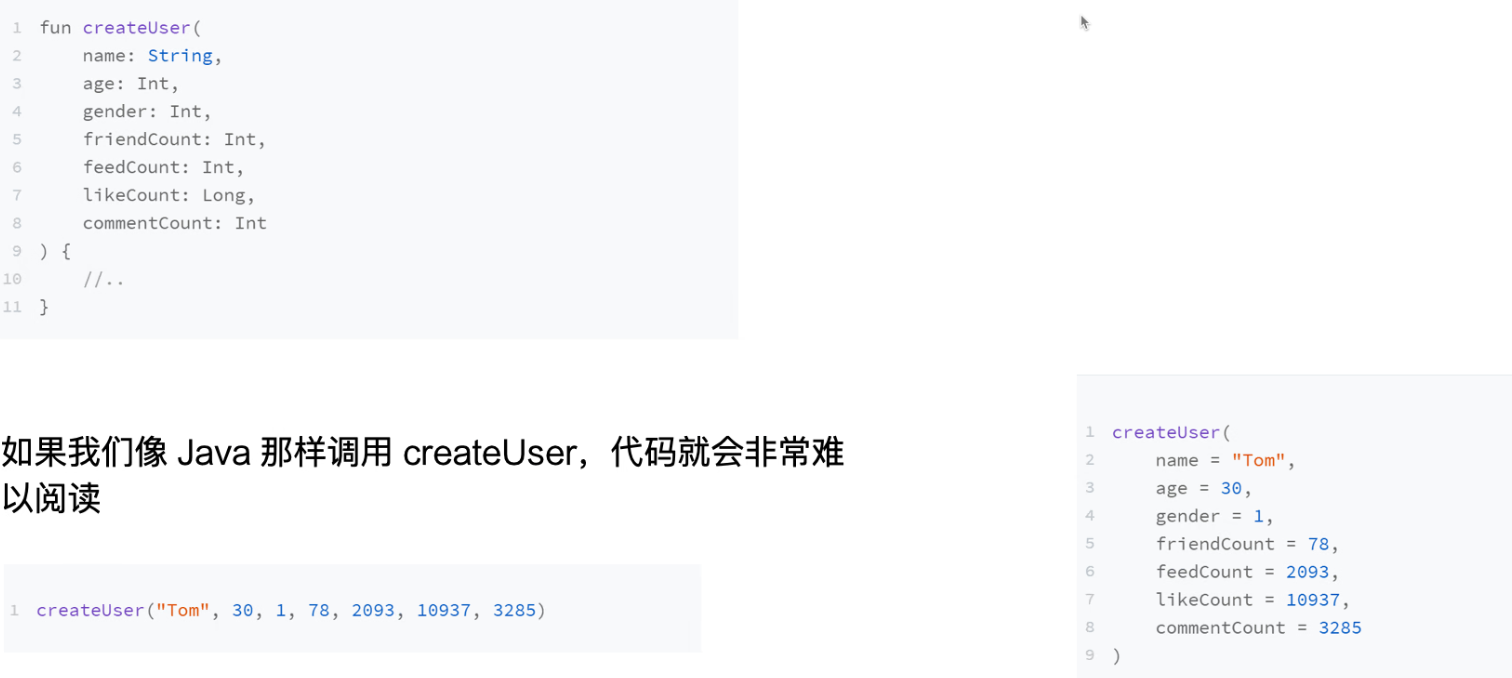 1 fun createUser(
2     name: String,
3     age: Int,
4     gender: Int,
5     friendCount: Int,
6     feedCount: Int,
7     likeCount: Long,
8     commentCount: Int
9 ) {
10     //..
11 }
如果我们像 Java 那样调用 createUser，代码就会非常难
以阅读
1 createUser("Tom", 30, 1, 78, 2093, 10937, 3285)
1 createUser(
2     name = "Tom",
3     age = 30,
4     gender = 1,
5     friendCount = 78,
6     feedCount = 2093,
7     likeCount = 10937,
8     commentCount = 3285
9 )